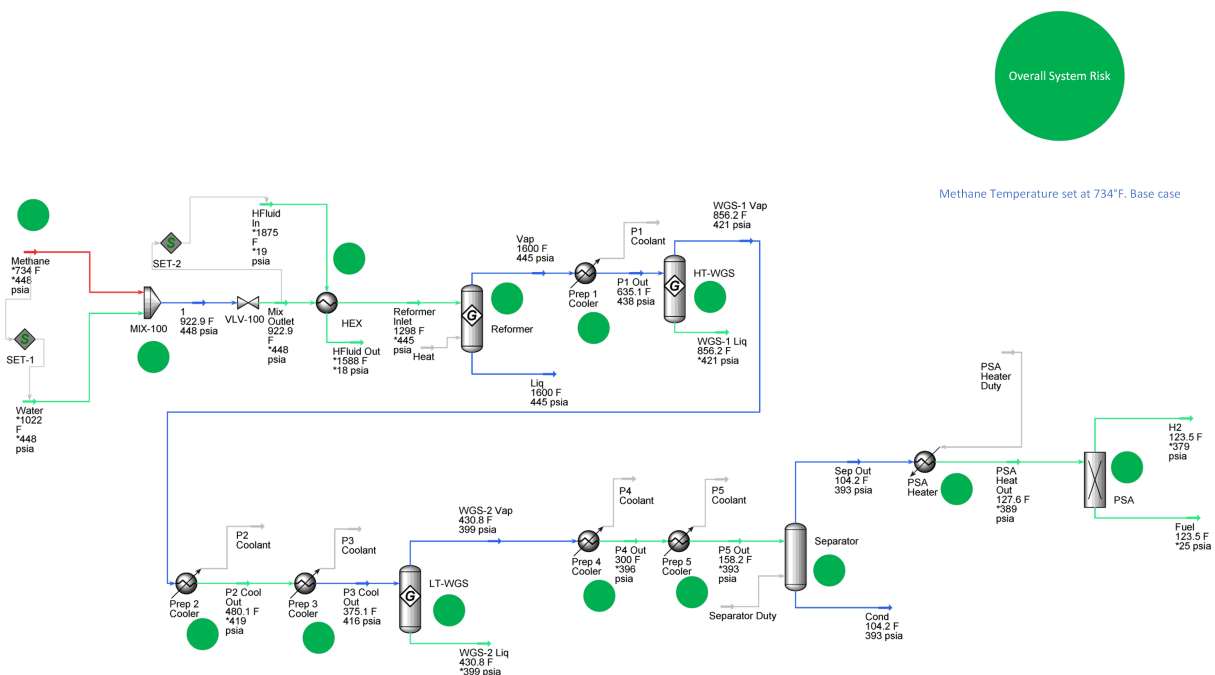 Overall System Risk
Methane Temperature set at 734°F. Base case
Methane
*734 F
*448
psia
S
SET-1
Water
*1022
F
*448
psia
MIX-100
1
922.9 F
448 psia
S
SET-2
VLV-100
HFluid
In
*1875
F
*19
psia
Mix
Outlet
922.9
F
*448
psia
HEX
HFluid Out
*1588 F
*18 psia
Reformer
Inlet
1298 F
*445
psia
Heat
G
Reformer
Vap
1600 F
445 psia
Liq
1600 F
445 psia
Prep 1
Cooler
P1
Coolant
P1 Out
635.1 F
438 psia
G
HT-WGS
WGS-1 Vap
856.2 F
421 psia
WGS-1 Liq
856.2 F
*421 psia
Prep 2
Cooler
P2
Coolant
P2 Cool
Out
480.1 F
*419
psia
Prep 3
Cooler
P3
Coolant
P3 Cool
Out
375.1 F
416 psia
G
LT-WGS
WGS-2 Vap
430.8 F
399 psia
WGS-2 Liq
430.8 F
*399 psia
Prep 4
Cooler
P4
Coolant
P4 Out
300 F
*396
psia
Prep 5
Cooler
P5
Coolant
P5 Out
158.2 F
*393
psia
Separator Duty
Separator
Sep Out
104.2 F
393 psia
Cond
104.2 F
393 psia
PSA
Heater
PSA
Heater
Duty
PSA
Heat
Out
127.6 F
*389
psia
PSA
H2
123.5 F
*379
psia
Fuel
123.5 F
*25 psia